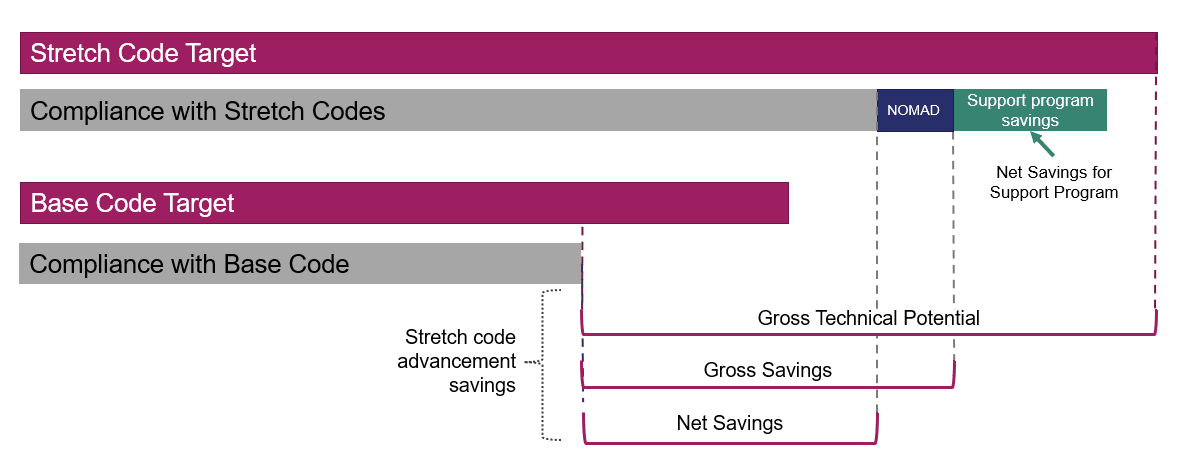 Stretch Code Target
Compliance with Stretch Codes
NOMAD
Support program
savings
Net Savings for
Support Program
Base Code Target
Compliance with Base Code
Gross Technical Potential
Stretch code
advancement
savings
Gross Savings
Net Savings